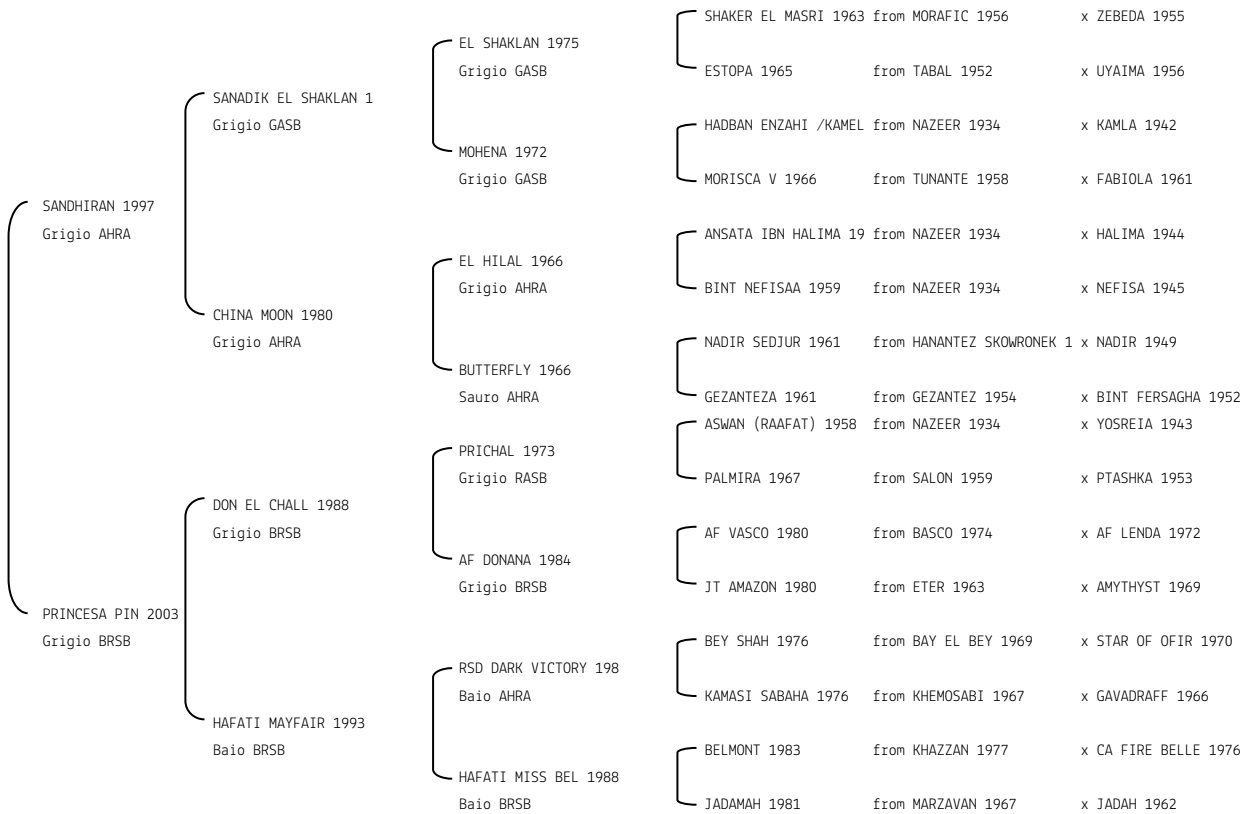 SHAKER EL MASRI 1963 from MORAFIC 1956 x ZEBEDA 1955
EL SHAKLAN 1975
Grigio GASB
ESTOPA 1965 from TABAL 1952 x UYAIMA 1956
SANADIK EL SHAKLAN 1
Grigio GASB
HADBAN ENZAHI /KAMEL from NAZEER 1934 x KAMLA 1942
MOHENA 1972
Grigio GASB
MORISCA V 1966 from TUNANTE 1958 x FABIOLA 1961
SANDHIRAN 1997
Grigio AHRA
ANSATA IBN HALIMA 19 from NAZEER 1934 x HALIMA 1944
EL HILAL 1966
Grigio AHRA
BINT NEFISAA 1959 from NAZEER 1934 x NEFISA 1945
CHINA MOON 1980
Grigio AHRA
NADIR SEDJUR 1961 from HANANTEZ SKOWRONEK 1 x NADIR 1949
BUTTERFLY 1966
Sauro AHRA
GEZANTEZA 1961 from GEZANTEZ 1954 x BINT FERSAGHA 1952
ASWAN (RAAFAT) 1958 from NAZEER 1934 x YOSREIA 1943
PRICHAL 1973
Grigio RASB
PALMIRA 1967 from SALON 1959 x PTASHKA 1953
DON EL CHALL 1988
Grigio BRSB
AF VASCO 1980 from BASCO 1974 x AF LENDA 1972
AF DONANA 1984
Grigio BRSB
JT AMAZON 1980 from ETER 1963 x AMYTHYST 1969
PRINCESA PIN 2003
Grigio BRSB
BEY SHAH 1976 from BAY EL BEY 1969 x STAR OF OFIR 1970
RSD DARK VICTORY 198
Baio AHRA
KAMASI SABAHA 1976 from KHEMOSABI 1967 x GAVADRAFF 1966
HAFATI MAYFAIR 1993
Baio BRSB
BELMONT 1983 from KHAZZAN 1977 x CA FIRE BELLE 1976
HAFATI MISS BEL 1988
Baio BRSB
JADAMAH 1981 from MARZAVAN 1967 x JADAH 1962